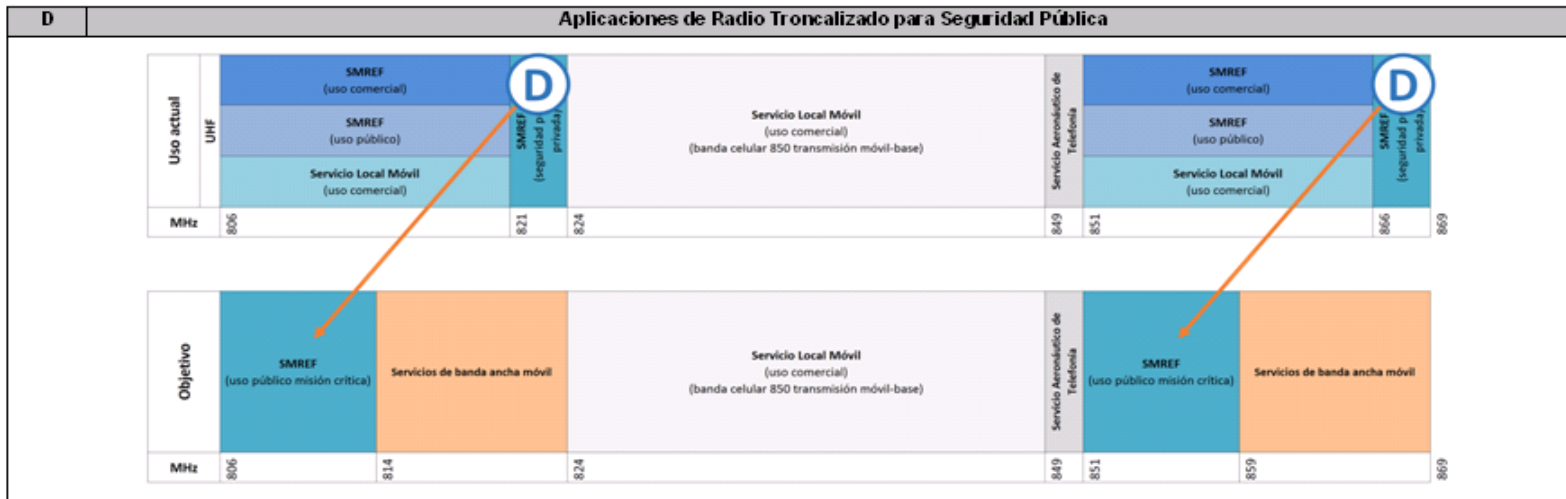 D
Aplicaciones de Radio Troncalizado para Seguridad Pública
Uso actual
UHF
SMREF
(uso comercial)
SMREF
(uso público)
Servicio Local Móvil
(uso comercial)
SMREF
(seguridad p
privada)
D
Servicio Local Móvil
(uso comercial)
(banda celular 850 transmisión móvil-base)
Servicio Aeronáutico de
Telefonía
SMREF
(uso comercial)
SMREF
(uso público)
Servicio Local Móvil
(uso comercial)
SMREF
(seguridad p
privada)
D
MHz
806
821
824
849
851
866
869
Objetivo
SMREF
(uso público misión crítica)
Servicios de banda ancha móvil
Servicio Local Móvil
(uso comercial)
(banda celular 850 transmisión móvil-base)
Servicio Aeronáutico de
Telefonía
SMREF
(uso público misión crítica)
Servicios de banda ancha móvil
MHz
806
814
824
849
851
859
869